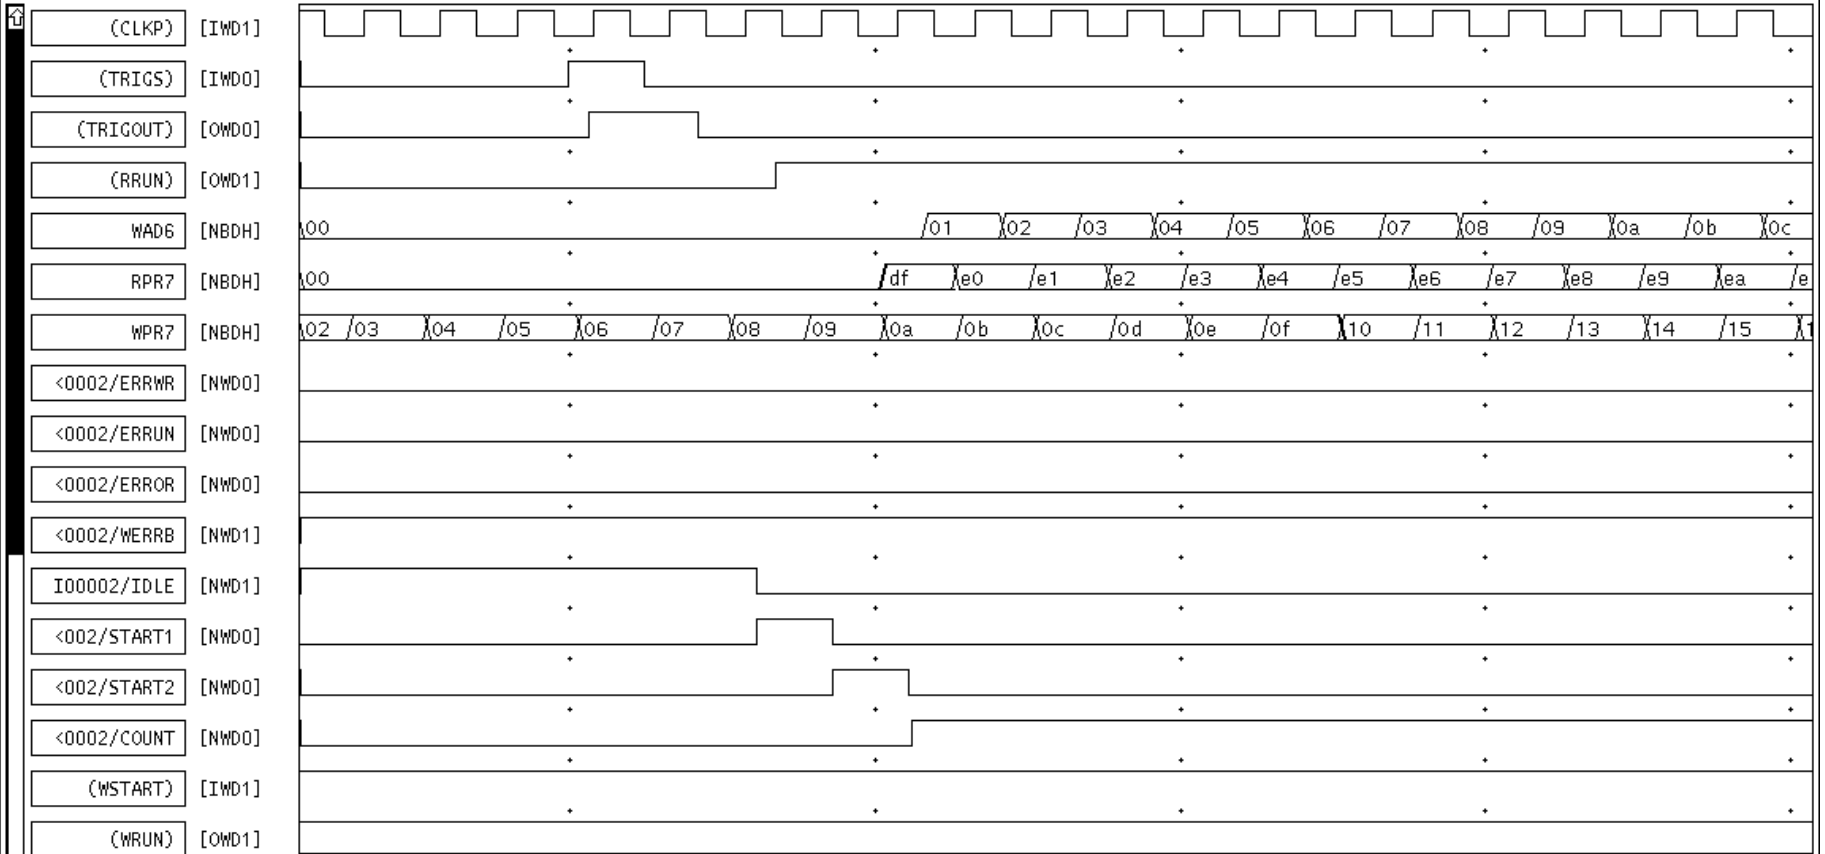 (CLKP) [IWD1]
(TRIGS) [IWD0]
(TRIGOUT) [OWD0]
(RRUN) [OWD1]
WAD6 [NBDH] 00 01 02 03 04 05 06 07 08 09 0a 0b 0c
RPR7 [NBDH] 00 df e0 e1 e2 e3 e4 e5 e6 e7 e8 e9 ea e
WPR7 [NBDH] 02 03 04 05 06 07 08 09 0a 0b 0c 0d 0e 0f 10 11 12 13 14 15 1
<0002/ERRWR [NWD0]
<0002/ERRUN [NWD0]
<0002/ERROR [NWD0]
<0002/WERRB [NWD1]
I00002/IDLE [NWD1]
<002/START1 [NWD0]
<002/START2 [NWD0]
<0002/COUNT [NWD0]
(WSTART) [IWD1]
(WRUN) [OWD1]